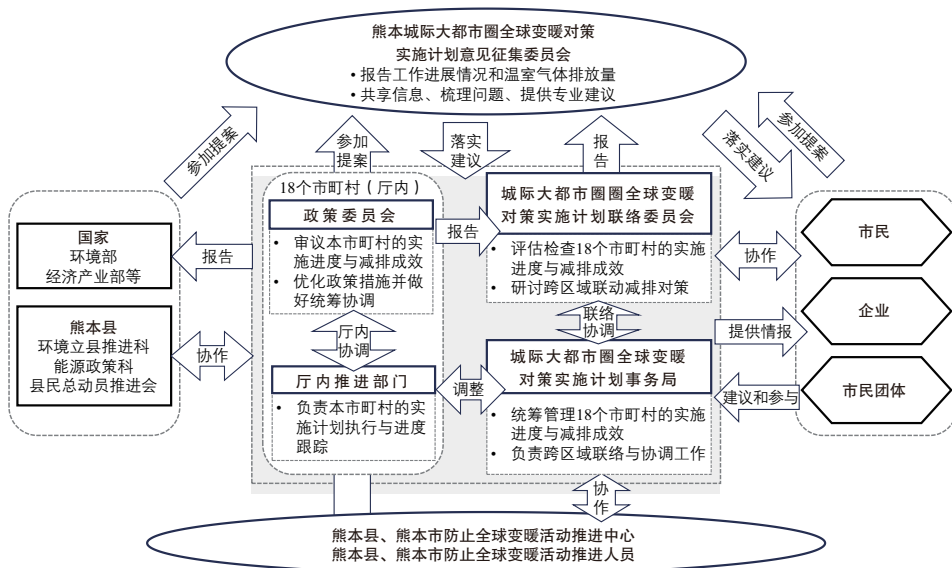 熊本城际大都市圈全球变暖对策
实施计划意见征集委员会
• 报告工作进展情况和温室气体排放量
• 共享信息、梳理问题、提供专业建议
参加提案
参加
提案
落实
建议
报
告
落实建议
参加提案
国家
环境部
经济产业部等
熊本县
环境立县推进科
能源政策科
县民总动员推进会
报告
协作
18个市町村（厅内）
政策委员会
• 审议本市町村的实
施进度与减排成效
• 优化政策措施并做
好统筹协调
厅内
协调
厅内推进部门
• 负责本市町村的实
施计划执行与进度
跟踪
报告
调整
城际大都市圈圈全球变暖
对策实施计划联络委员会
• 评估检查18个市町村的实施
进度与减排成效
• 研讨跨区域联动减排对策
联络
协调
城际大都市圈全球变暖
对策实施计划事务局
• 统筹管理18个市町村的实施
进度与减排成效
• 负责跨区域联络与协调工作
协作
提供情报
建议和参与
市民
企业
市民团体
协
作
熊本县、熊本市防止全球变暖活动推进中心
熊本县、熊本市防止全球变暖活动推进人员